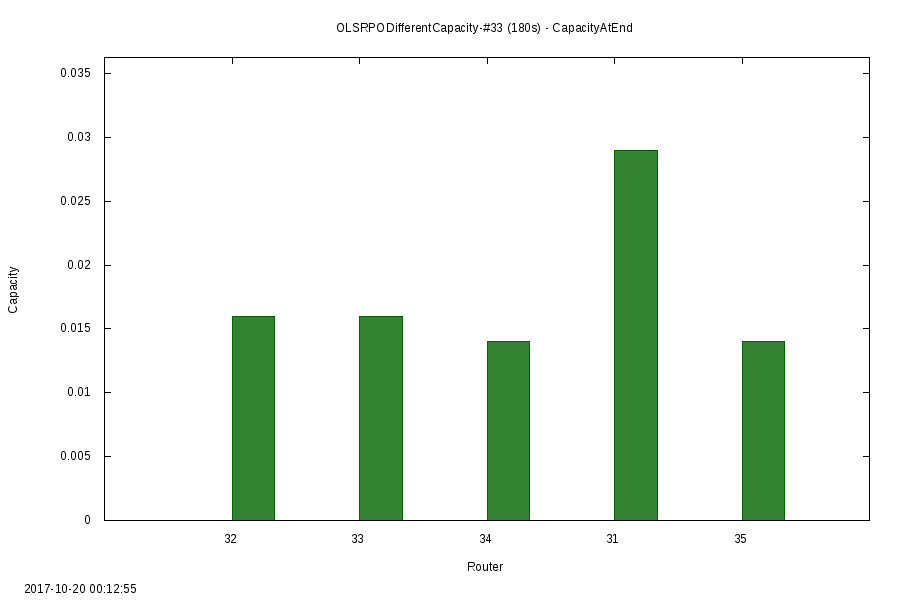 OLSRPODifferentCapacity-#33 (180s) - CapacityAtEnd
0.035
0.03
0.025
0.02
0.015
0.01
0.005
0
Capacity
32 33 34 31 35
Router
2017-10-20 00:12:55